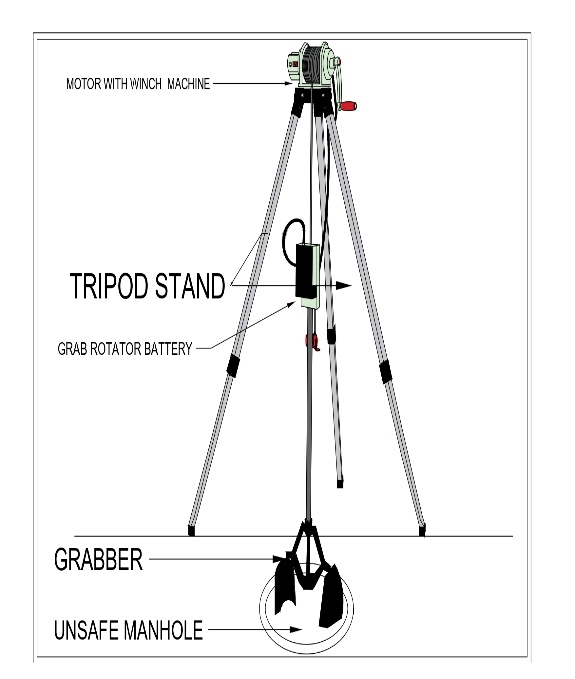 MOTOR WITH WINCH MACHINE
TRIPOD STAND
GRAB ROTATOR BATTERY
GRABBER
UNSAFE MANHOLE